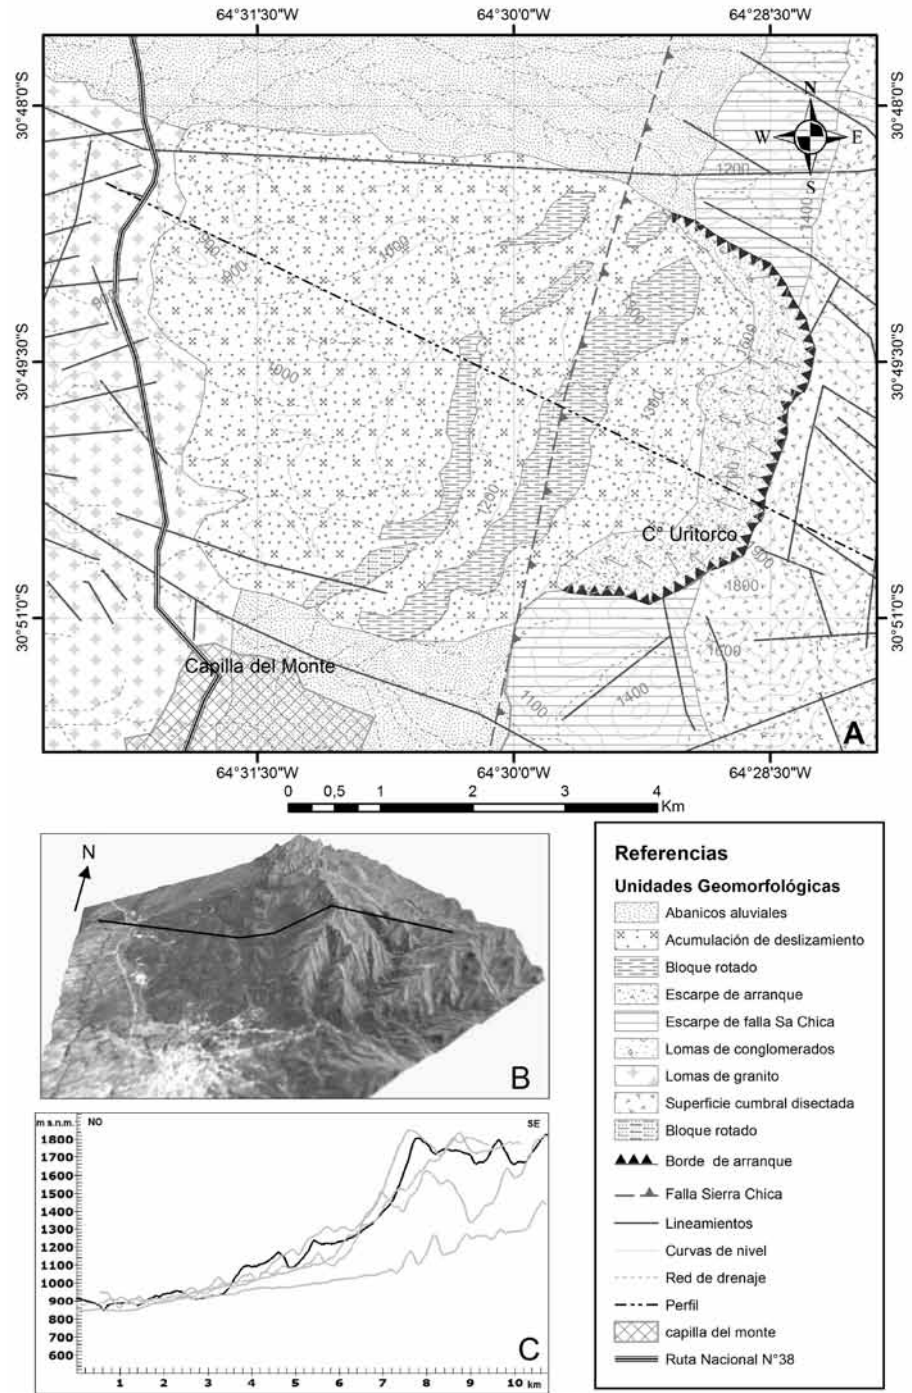 64°31'30"W 64°30'0"W 64°28'30"W
30°48'0"S
30°48'0"S
N
W E
S
1200
1400
900
900
1000
1000
1300
1200
C° Uritorco
1800
30°49'30"S
30°49'30"S
30°51'0"S
30°51'0"S
Capilla del Monte
1600
1100
1400
A
64°31'30"W 64°30'0"W 64°28'30"W
0 0,5 1 2 3 4
Km
N
B
m s.n.m. NO SE
1800
1700
1600
1500
1400
1300
1200
1100
1000
900
800
700
600
1 2 3 4 5 6 7 8 9 10 km
C
Referencias
Unidades Geomorfológicas
Abanicos aluviales
Acumulación de deslizamiento
Bloque rotado
Escarpe de arranque
Escarpe de falla Sa Chica
Lomas de conglomerados
Lomas de granito
Superficie cumbral disectada
Bloque rotado
Borde de arranque
Falla Sierra Chica
Lineamientos
Curvas de nivel
Red de drenaje
Perfil
capilla del monte
Ruta Nacional N°38